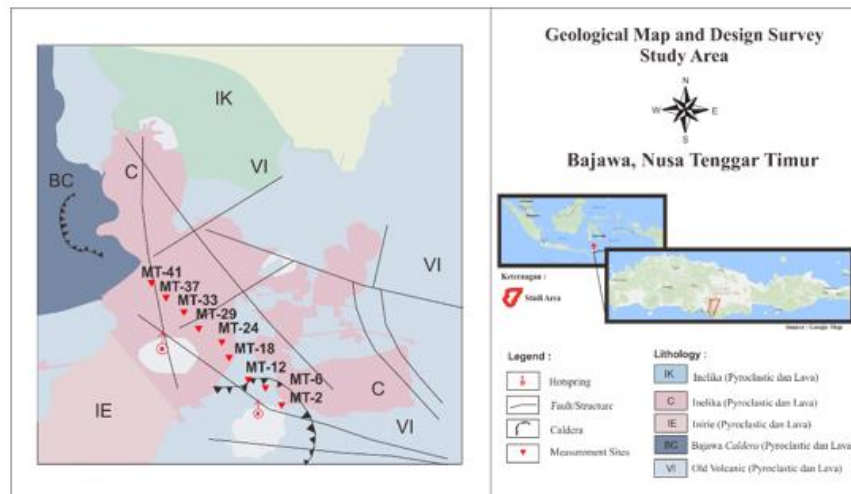 Geological Map and Design Survey
Study Area
N
W E
S
Bajawa, Nusa Tenggar Timur
Keterangan :
Studi Area
Source : Google Map
Legend :
Hotspring
Fault/Structure
Caldera
Measurement Sites
Lithology :
IK Inelika (Pyroclastic dan Lava)
C Inelika (Pyroclastic dan Lava)
IE Inirie (Pyroclastic dan Lava)
BC Bajawa Caldera (Pyroclastic dan Lava)
VI Old Volcanic (Pyroclastic dan Lava)
IK
C
VI
BC
VI
MT-41
MT-37
MT-33
MT-29
MT-24
MT-18
MT-12
MT-6
MT-2
C
IE
VI